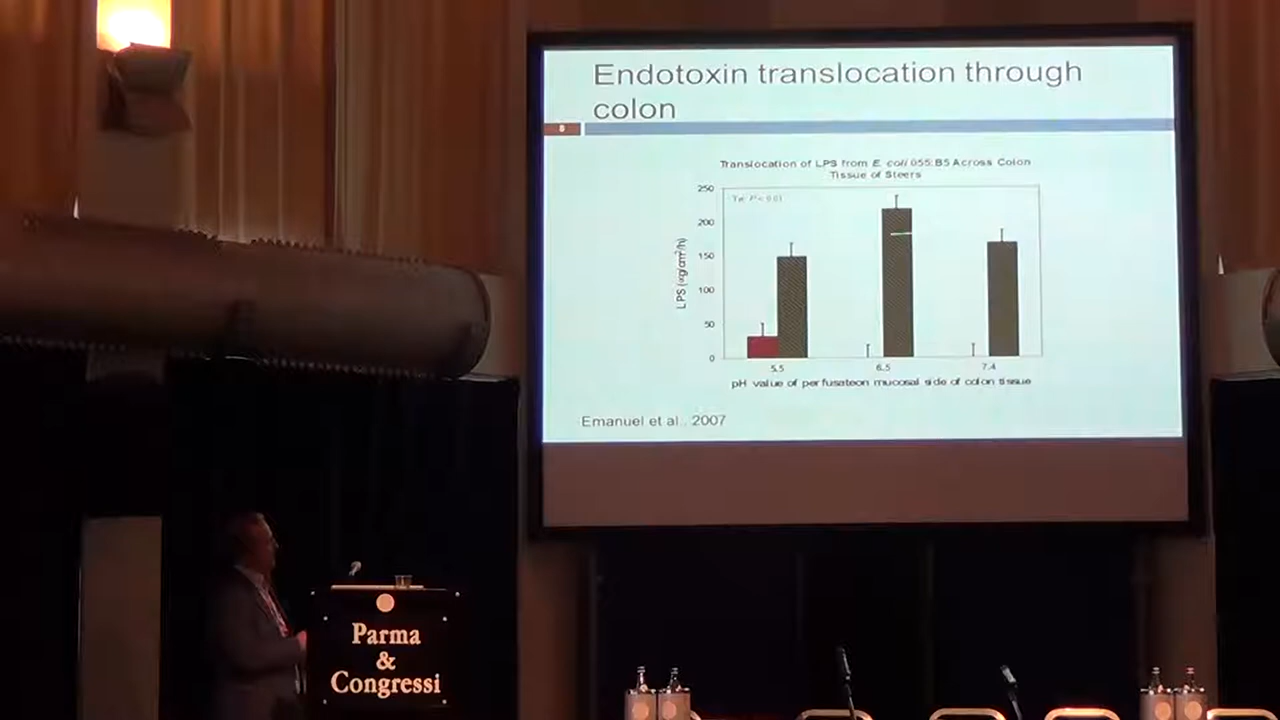 Endotoxin translocation through
colon
8
Translocation of LPS from E. coli 055:B5 Across Colon
Tissue of Steers
250
200
150
100
50
0
LPS (
5.5
6.5
7.4
pH value of perfusateon mucosal side of colon tissue
Emanuel et al., 2007
Parma
&
Congressi